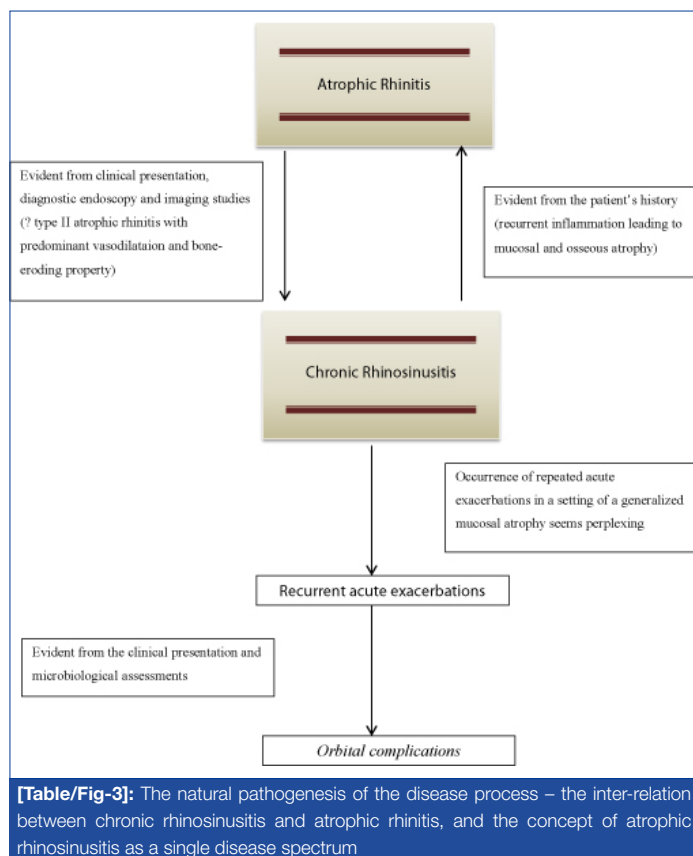 Atrophic Rhinitis
Evident from clinical presentation,
diagnostic endoscopy and imaging studies
(? type II atrophic rhinitis with
predominant vasodilataion and bone-
eroding property)
Evident from the patient's history
(recurrent inflammation leading to
mucosal and osseous atrophy)
Chronic Rhinosinusitis
Occurrence of repeated acute
exacerbations in a setting of a generalized
mucosal atrophy seems perplexing
Recurrent acute exacerbations
Evident from the clinical presentation and
microbiological assessments
Orbital complications
[Table/Fig-3]: The natural pathogenesis of the disease process – the inter-relation
between chronic rhinosinusitis and atrophic rhinitis, and the concept of atrophic
rhinosinusitis as a single disease spectrum